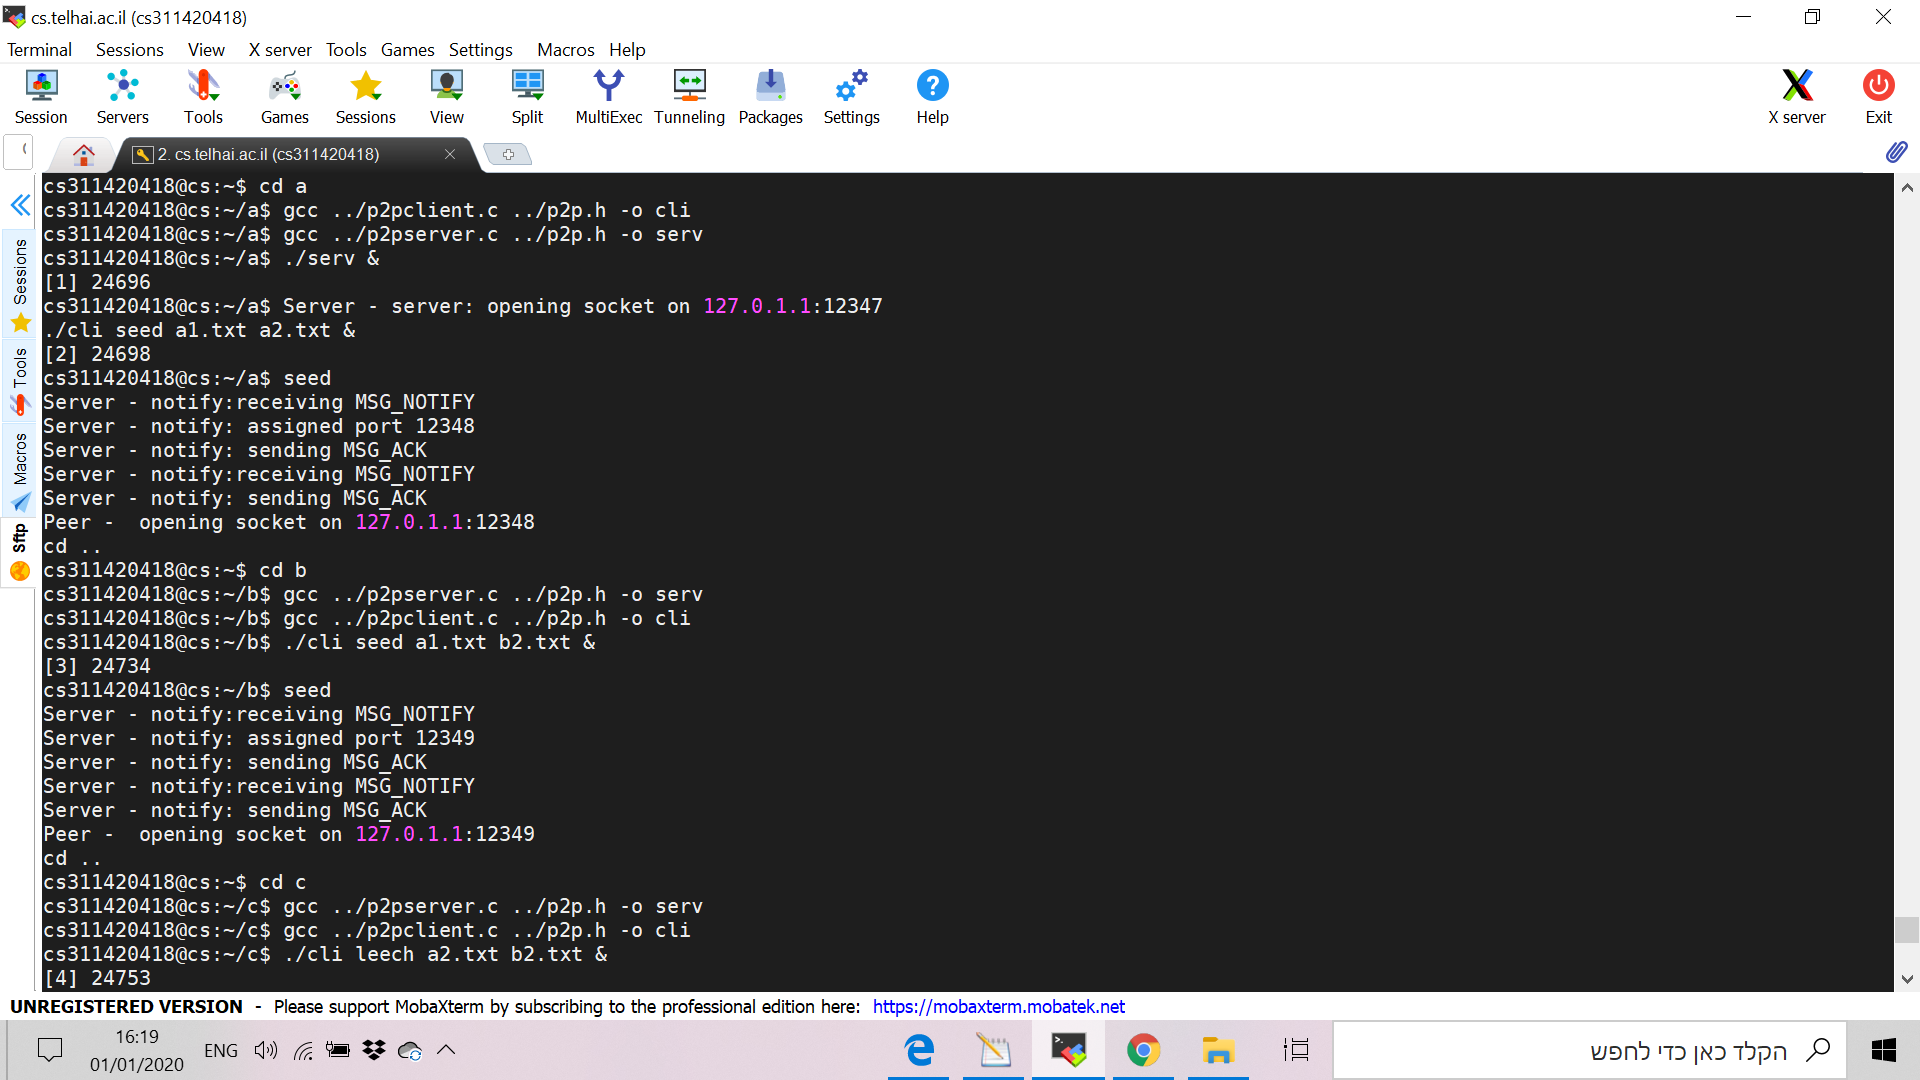 cs.telhai.ac.il (cs311420418)
Terminal Sessions View X server Tools Games Settings Macros Help
Session Servers Tools Games Sessions View Split MultiExec Tunneling Packages Settings Help X server Exit
2. cs.telhai.ac.il (cs311420418)
Sessions
Tools
Macros
Sftp
cs311420418@cs:~$ cd a
cs311420418@cs:~/a$ gcc ../p2pclient.c ../p2p.h -o cli
cs311420418@cs:~/a$ gcc ../p2pserver.c ../p2p.h -o serv
cs311420418@cs:~/a$ ./serv &
[1] 24696
cs311420418@cs:~/a$ Server - server: opening socket on 127.0.1.1:12347
./cli seed a1.txt a2.txt &
[2] 24698
cs311420418@cs:~/a$ seed
Server - notify:receiving MSG_NOTIFY
Server - notify: assigned port 12348
Server - notify: sending MSG_ACK
Server - notify:receiving MSG_NOTIFY
Server - notify: sending MSG_ACK
Peer -  opening socket on 127.0.1.1:12348
cd ..
cs311420418@cs:~$ cd b
cs311420418@cs:~/b$ gcc ../p2pserver.c ../p2p.h -o serv
cs311420418@cs:~/b$ gcc ../p2pclient.c ../p2p.h -o cli
cs311420418@cs:~/b$ ./cli seed a1.txt b2.txt &
[3] 24734
cs311420418@cs:~/b$ seed
Server - notify:receiving MSG_NOTIFY
Server - notify: assigned port 12349
Server - notify: sending MSG_ACK
Server - notify:receiving MSG_NOTIFY
Server - notify: sending MSG_ACK
Peer -  opening socket on 127.0.1.1:12349
cd ..
cs311420418@cs:~$ cd c
cs311420418@cs:~/c$ gcc ../p2pserver.c ../p2p.h -o serv
cs311420418@cs:~/c$ gcc ../p2pclient.c ../p2p.h -o cli
cs311420418@cs:~/c$ ./cli leech a2.txt b2.txt &
[4] 24753
UNREGISTERED VERSION - Please support MobaXterm by subscribing to the professional edition here: https://mobaxterm.mobatek.net
16:19
01/01/2020
ENG
הקלד כאן כדי לחפש